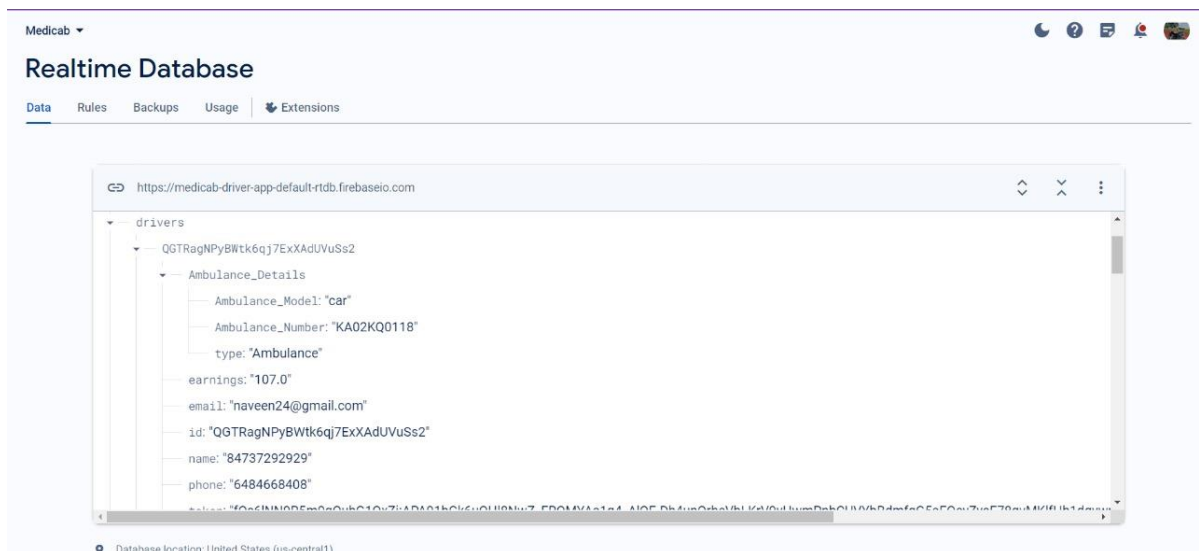 Medicab
Realtime Database
Data Rules Backups Usage Extensions
https://medicab-driver-app-default-rtdb.firebaseio.com
drivers
QGTRagNPyBWtk6qj7ExXAdUVuSs2
Ambulance_Details
Ambulance_Model: "car"
Ambulance_Number: "KA02KQ0118"
type: "Ambulance"
earnings: "107.0"
email: "naveen24@gmail.com"
id: "QGTRagNPyBWtk6qj7ExXAdUVuSs2"
name: "84737292929"
phone: "6484668408"
Database location: United States (us-central1)